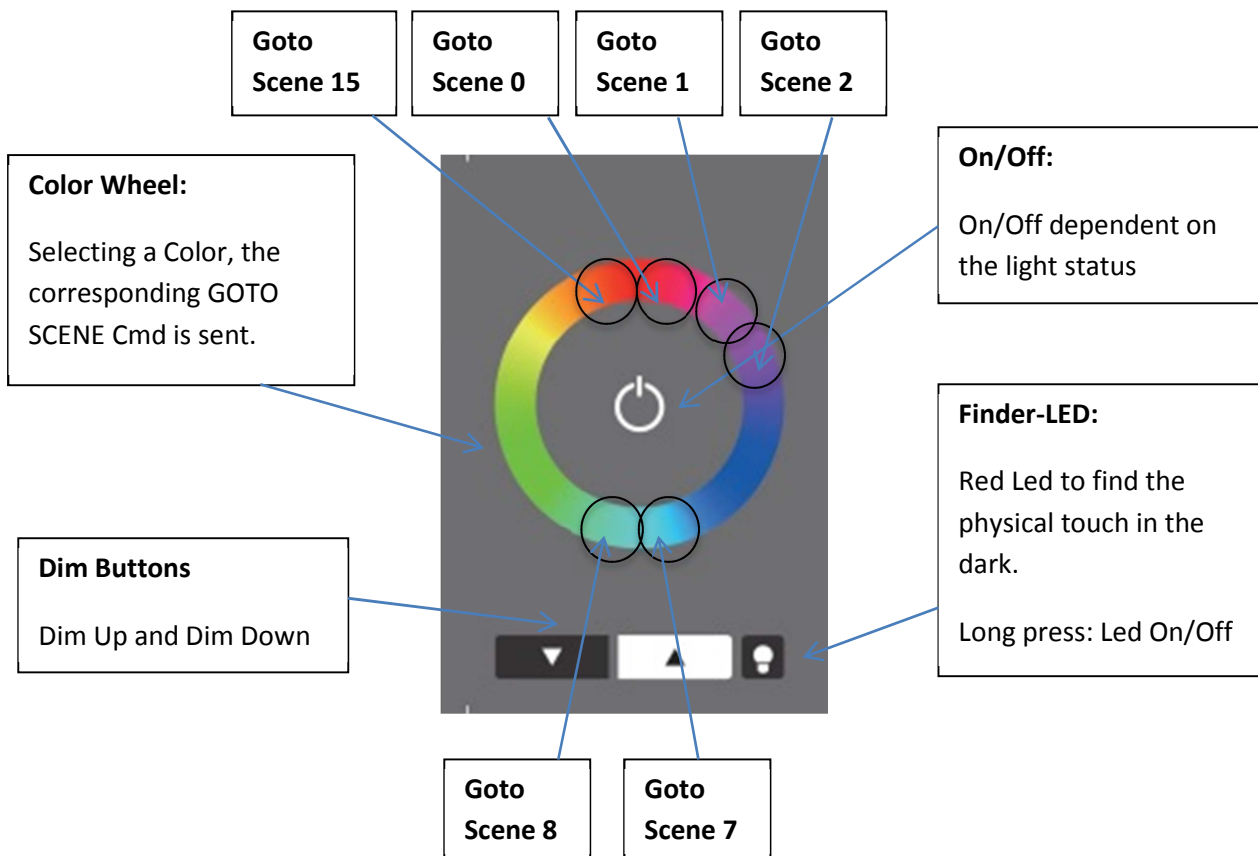 Goto
Scene 15
Goto
Scene 0
Goto
Scene 1
Goto
Scene 2
Color Wheel:
Selecting a Color, the
corresponding GOTO
SCENE Cmd is sent.
On/Off:
On/Off dependent on
the light status
Finder-LED:
Red Led to find the
physical touch in the
dark.
Long press: Led On/Off
Dim Buttons
Dim Up and Dim Down
Goto
Scene 8
Goto
Scene 7